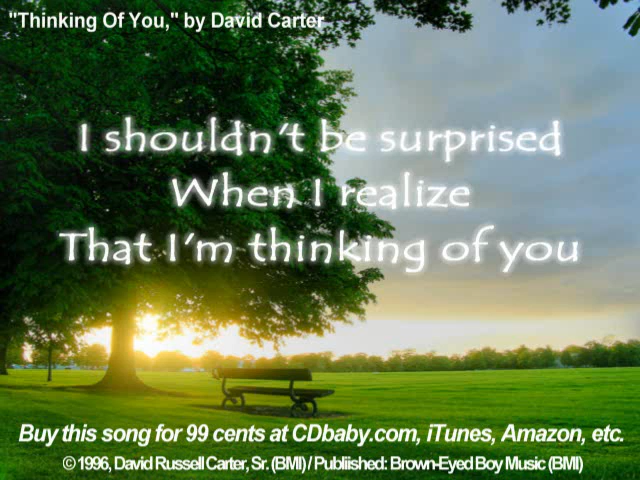 "Thinking Of You," by David Carter
I shouldn't be surprised
When I realize
That I'm thinking of you
Buy this song for 99 cents at CDbaby.com, iTunes, Amazon, etc.
© 1996, David Russell Carter, Sr. (BMI) / Publiished: Brown-Eyed Boy Music (BMI)